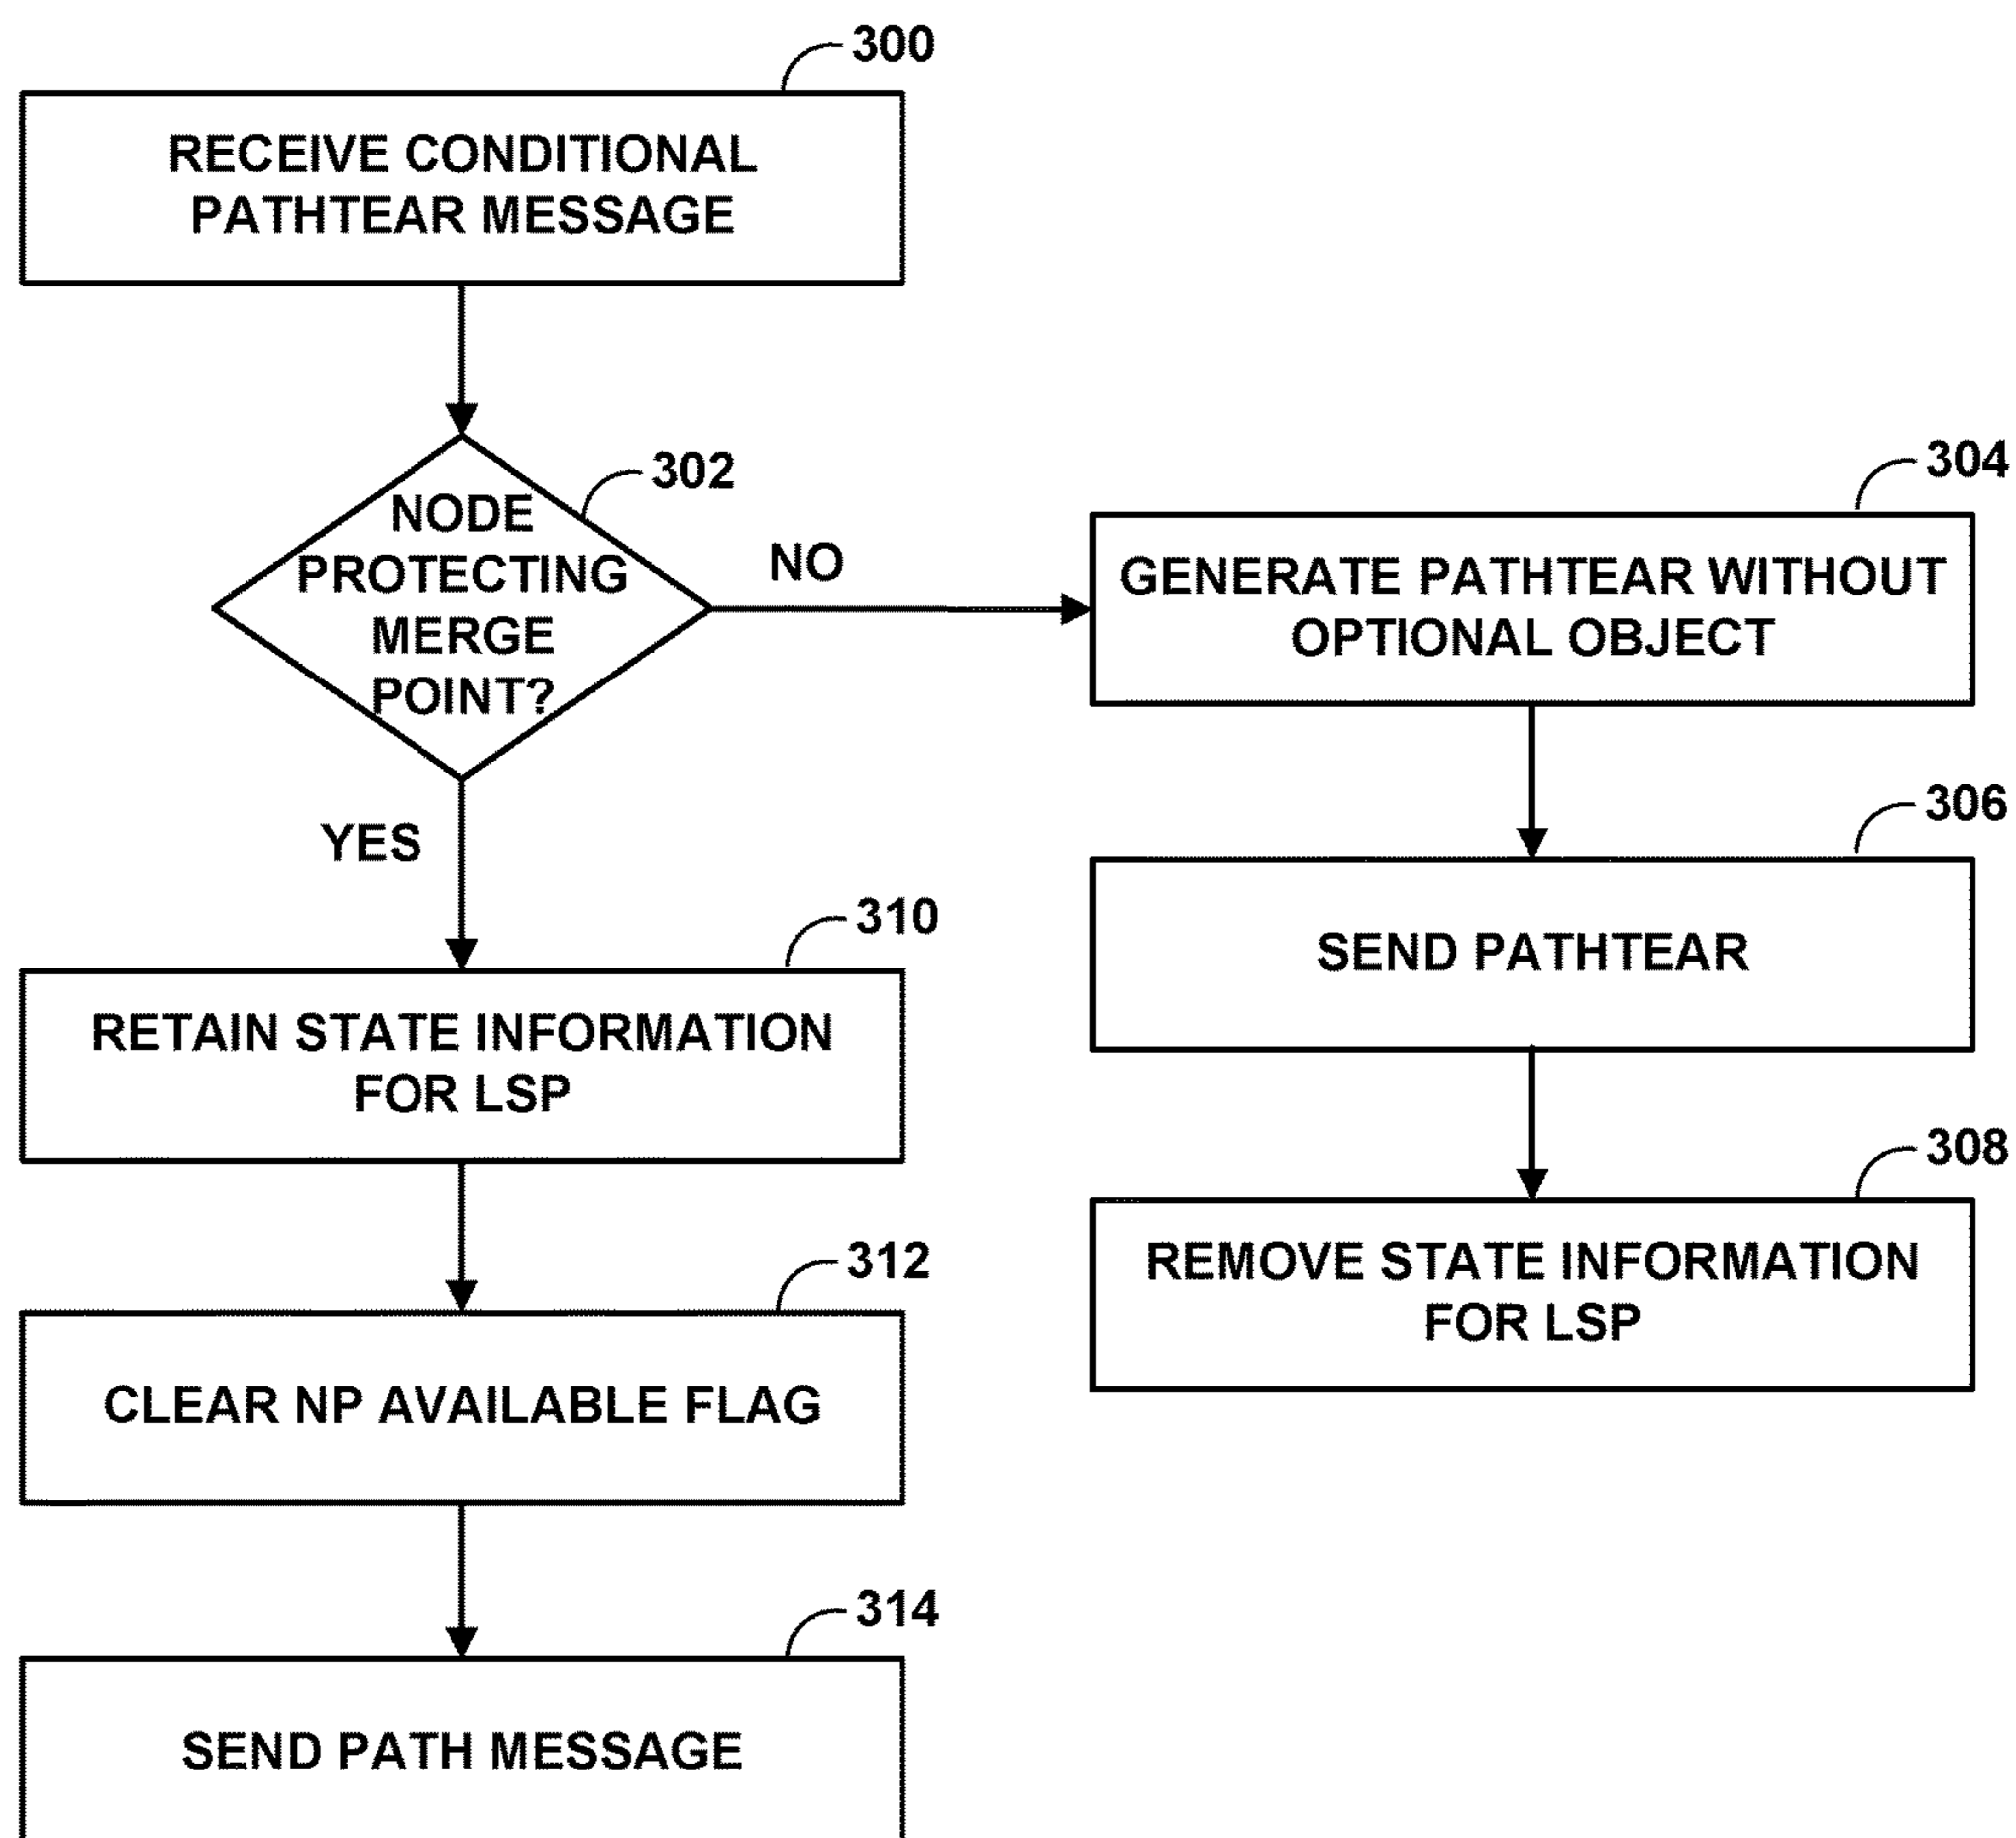 300
RECEIVE CONDITIONAL
PATHTEAR MESSAGE
302
NODE
PROTECTING
MERGE
POINT?
NO
YES
304
GENERATE PATHTEAR WITHOUT
OPTIONAL OBJECT
306
SEND PATHTEAR
308
REMOVE STATE INFORMATION
FOR LSP
310
RETAIN STATE INFORMATION
FOR LSP
312
CLEAR NP AVAILABLE FLAG
314
SEND PATH MESSAGE